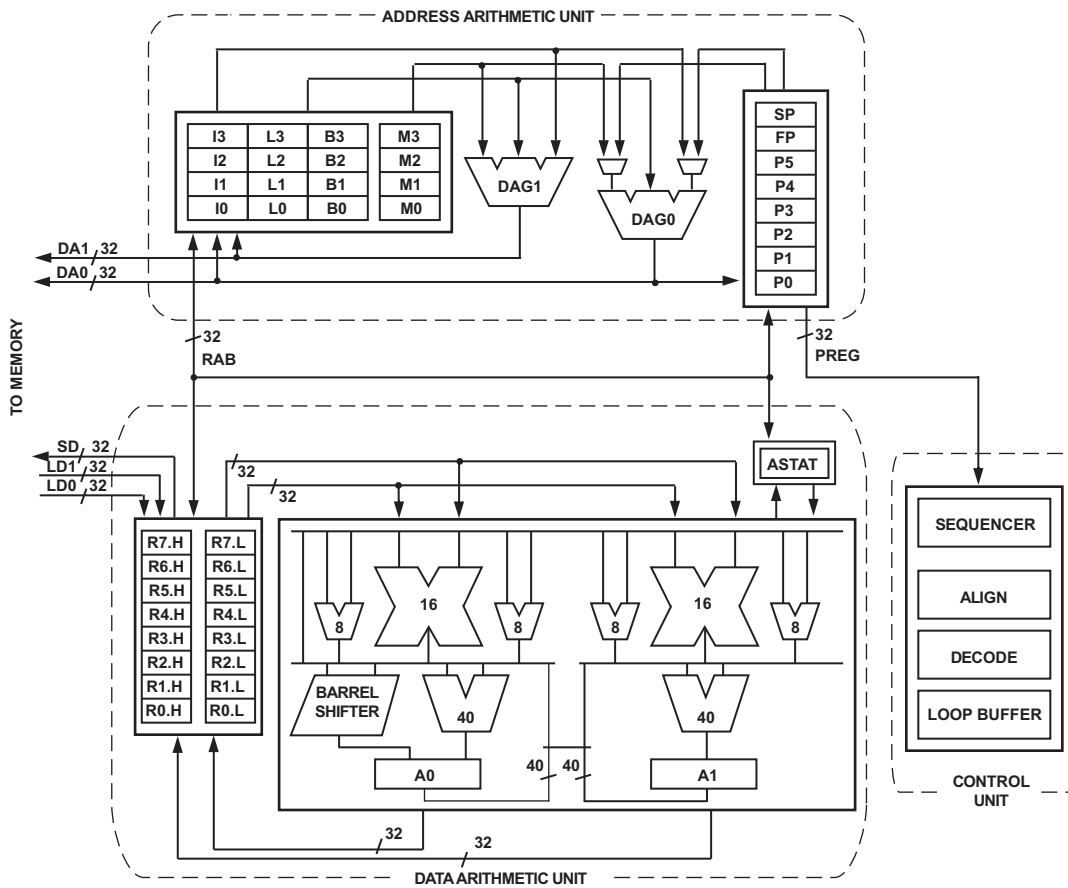 ADDRESS ARITHMETIC UNIT
SP
FP
P5
P4
P3
P2
P1
P0
I3 L3 B3 M3
I2 L2 B2 M2
I1 L1 B1 M1
I0 L0 B0 M0
DAG1
DAG0
DA1 32
DA0 32
TO MEMORY
32
RAB
32
PREG
SD 32
LD1 32
LD0 32
32
32
ASTAT
R7.H R7.L
R6.H R6.L
R5.H R5.L
R4.H R4.L
R3.H R3.L
R2.H R2.L
R1.H R1.L
R0.H R0.L
16
16
8
8
8
8
BARREL
SHIFTER
40
40
A0
40
40
A1
32
32
DATA ARITHMETIC UNIT
SEQUENCER
ALIGN
DECODE
LOOP BUFFER
CONTROL
UNIT